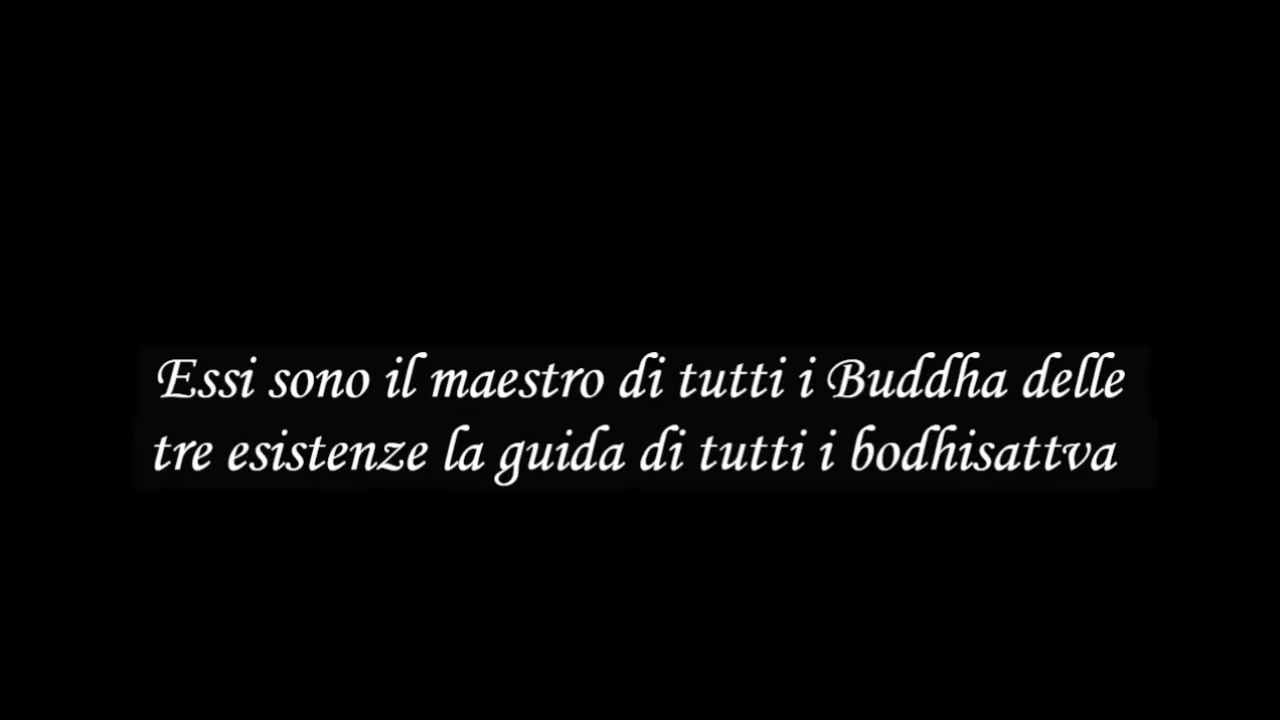 Essi sono il maestro di tutti i Buddha delle
tre esistenze la guida di tutti i bodhisattva